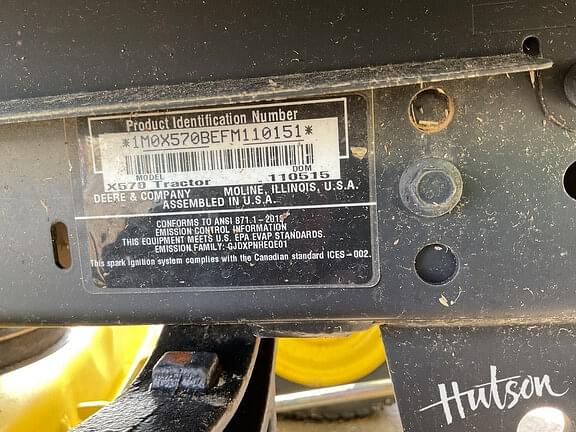 Product Identification Number
*1M0X570BEFM110151*
MODEL DOM
X570 Tractor 110515
DEERE & COMPANY MOLINE, ILLINOIS, U.S.A.
ASSEMBLED IN U.S.A.
CONFORMS TO ANSI B71.1-2012
EMISSION CONTROL INFORMATION
THIS EQUIPMENT MEETS U.S. EPA EVAP STANDARDS.
EMISSION FAMILY: GJDXPNHEQE01
This spark ignition system complies with the Canadian standard ICES-002.
Hutson